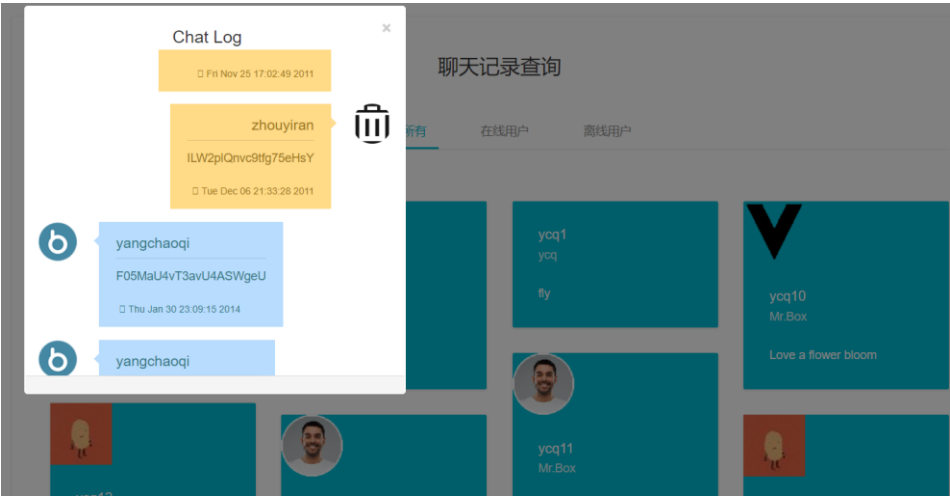 Chat Log
×
Fri Nov 25 17:02:49 2011
zhouyiran
Tue Dec 06 21:33:28 2011
yangchaoqi
F05MaU4vT3avU4ASWgeU
Thu Jan 30 23:09:15 2014
yangchaoqi
聊天记录查询
所有
在线用户
离线用户
ycq1
ycq
fly
ycq10
Mr.Box
Love a flower bloom
ycq11
Mr.Box